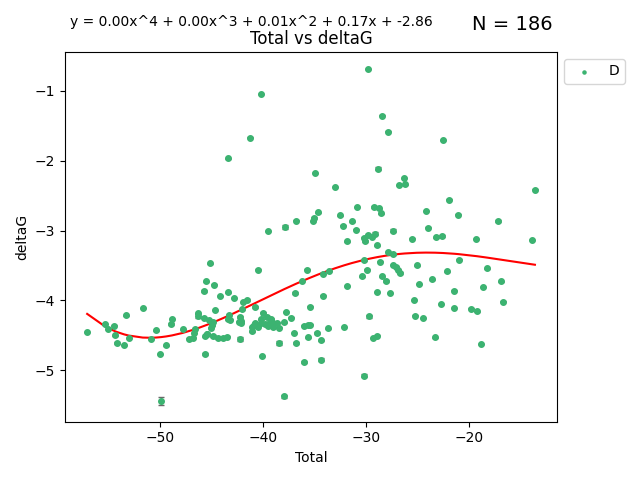 y = 0.00x^4 + 0.00x^3 + 0.01x^2 + 0.17x + -2.86
N = 186
Total vs deltaG
D
−1
−2
−3
−4
−5
deltaG
−50 −40 −30 −20
Total